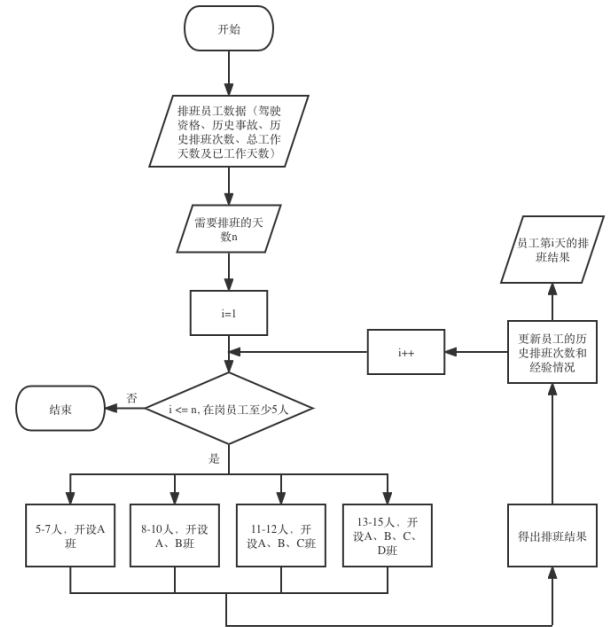 开始
排班员工数据（驾驶
资格、历史事故、历
史排班次数、总工作
天数及已工作天数）
需要排班的天
数n
员工第i天的排
班结果
i=1
i++
更新员工的历
史排班次数和
经验情况
结束
否
i <= n, 在岗员工至少5人
是
5-7人，开设A
班
8-10人，开设
A、B班
11-12人，开
设A、B、C班
13-15人，开
设A、B、C、
D班
得出排班结果